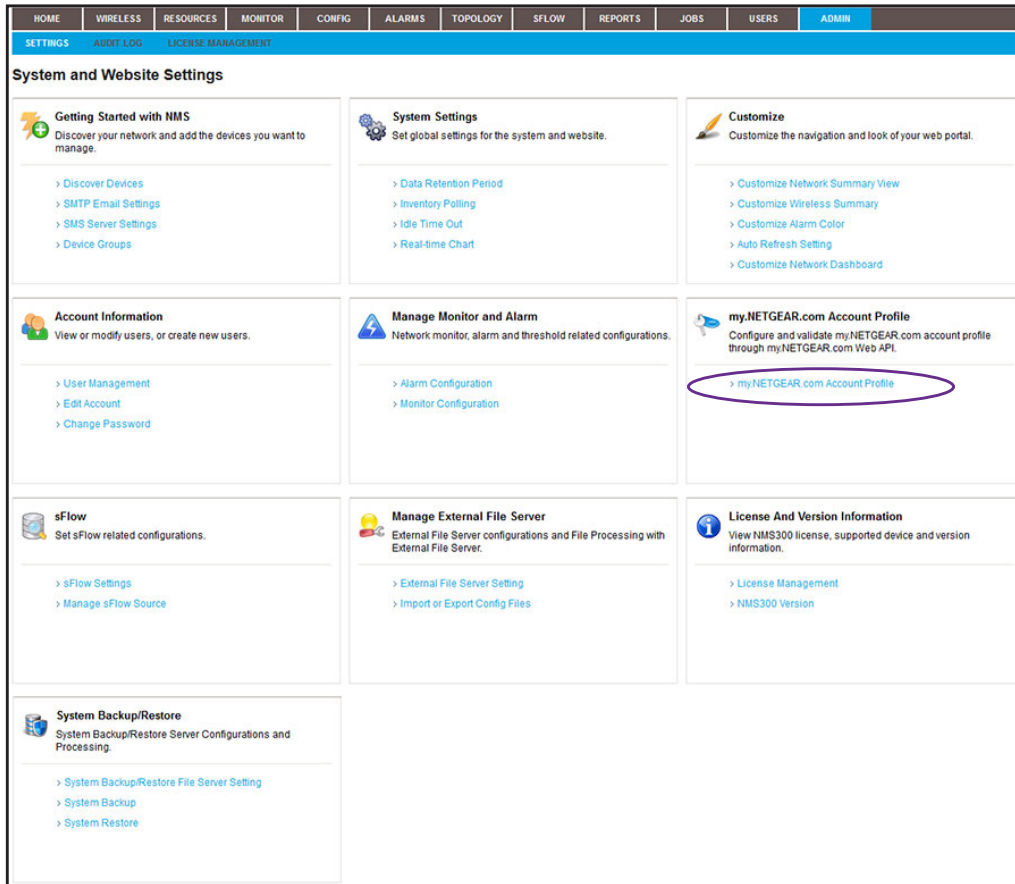 HOME WIRELESS RESOURCES MONITOR CONFIG ALARMS TOPOLOGY SFLOW REPORTS JOBS USERS ADMIN
SETTINGS AUDIT LOG LICENSE MANAGEMENT
System and Website Settings
Getting Started with NMS
Discover your network and add the devices you want to
manage.
> Discover Devices
> SMTP Email Settings
> SMS Server Settings
> Device Groups
System Settings
Set global settings for the system and website.
> Data Retention Period
> Inventory Polling
> Idle Time Out
> Real-time Chart
Customize
Customize the navigation and look of your web portal.
> Customize Network Summary View
> Customize Wireless Summary
> Customize Alarm Color
> Auto Refresh Setting
> Customize Network Dashboard
Account Information
View or modify users, or create new users.
> User Management
> Edit Account
> Change Password
Manage Monitor and Alarm
Network monitor, alarm and threshold related configurations.
> Alarm Configuration
> Monitor Configuration
my.NETGEAR.com Account Profile
Configure and validate my.NETGEAR.com account profile
through my.NETGEAR.com Web API.
> my.NETGEAR.com Account Profile
sFlow
Set sFlow related configurations.
> sFlow Settings
> Manage sFlow Source
Manage External File Server
External File Server configurations and File Processing with
External File Server.
> External File Server Setting
> Import or Export Config Files
License And Version Information
View NMS300 license, supported device and version
information.
> License Management
> NMS300 Version
System Backup/Restore
System Backup/Restore Server Configurations and
Processing.
> System Backup/Restore File Server Setting
> System Backup
> System Restore